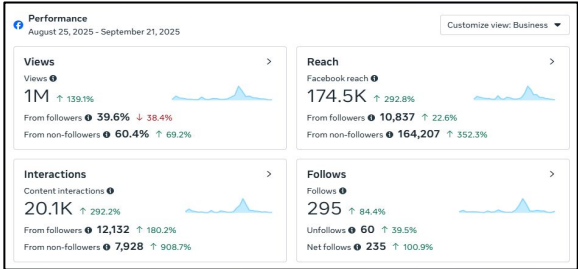 Performance
August 25, 2025 - September 21, 2025
Customize view: Business
Views
Views
1M ↑ 139.1%
From followers 39.6% ↓ 38.4%
From non-followers 60.4% ↑ 69.2%
Reach
Facebook reach
174.5K ↑ 292.8%
From followers 10,837 ↑ 22.6%
From non-followers 164,207 ↑ 352.3%
Interactions
Content interactions
20.1K ↑ 292.2%
From followers 12,132 ↑ 180.2%
From non-followers 7,928 ↑ 908.7%
Follows
Follows
295 ↑ 84.4%
Unfollows 60 ↑ 39.5%
Net follows 235 ↑ 100.9%